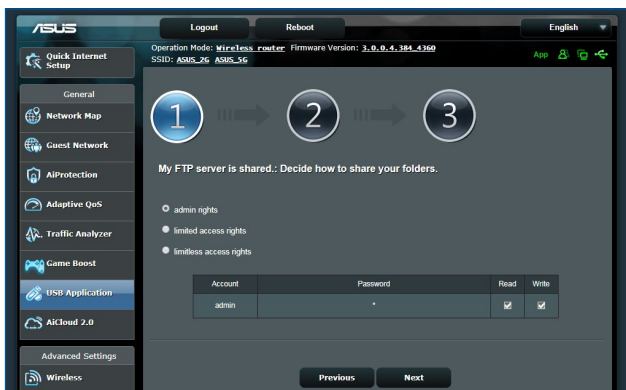 ASUS
Logout
Reboot
English
Quick Internet Setup
Operation Mode: Wireless router Firmware Version: 3.0.0.4.384_4360
SSID: ASUS_2G ASUS_5G
App
General
Network Map
Guest Network
AiProtection
Adaptive QoS
Traffic Analyzer
Game Boost
USB Application
AiCloud 2.0
Advanced Settings
Wireless
1 2 3
My FTP server is shared.: Decide how to share your folders.
admin rights
limited access rights
limitless access rights
Account Password Read Write
admin *
Previous Next